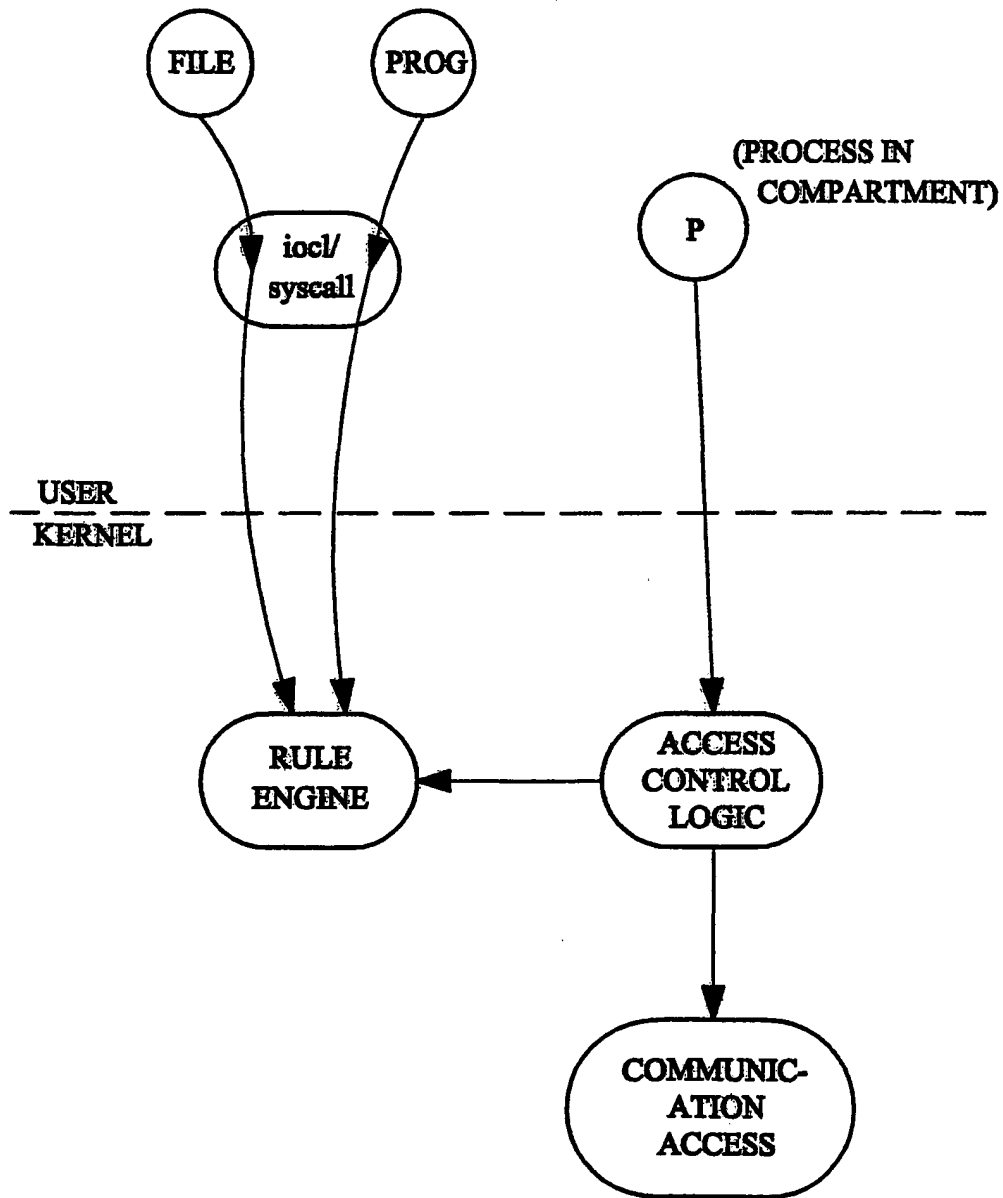 FILE
PROG
(PROCESS IN
COMPARTMENT)
P
iocl/
syscall
USER
KERNEL
RULE
ENGINE
ACCESS
CONTROL
LOGIC
COMMUNIC-
ATION
ACCESS